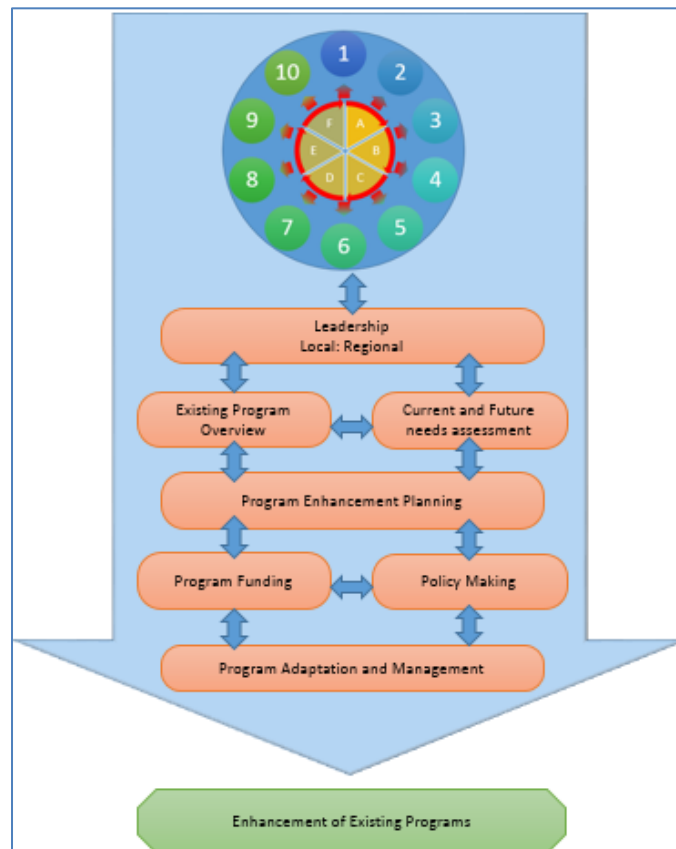 1
2
3
4
5
6
7
8
9
10
A
B
C
D
E
F
Leadership
Local: Regional
Existing Program
Overview
Current and Future
needs assessment
Program Enhancement Planning
Program Funding
Policy Making
Program Adaptation and Management
Enhancement of Existing Programs